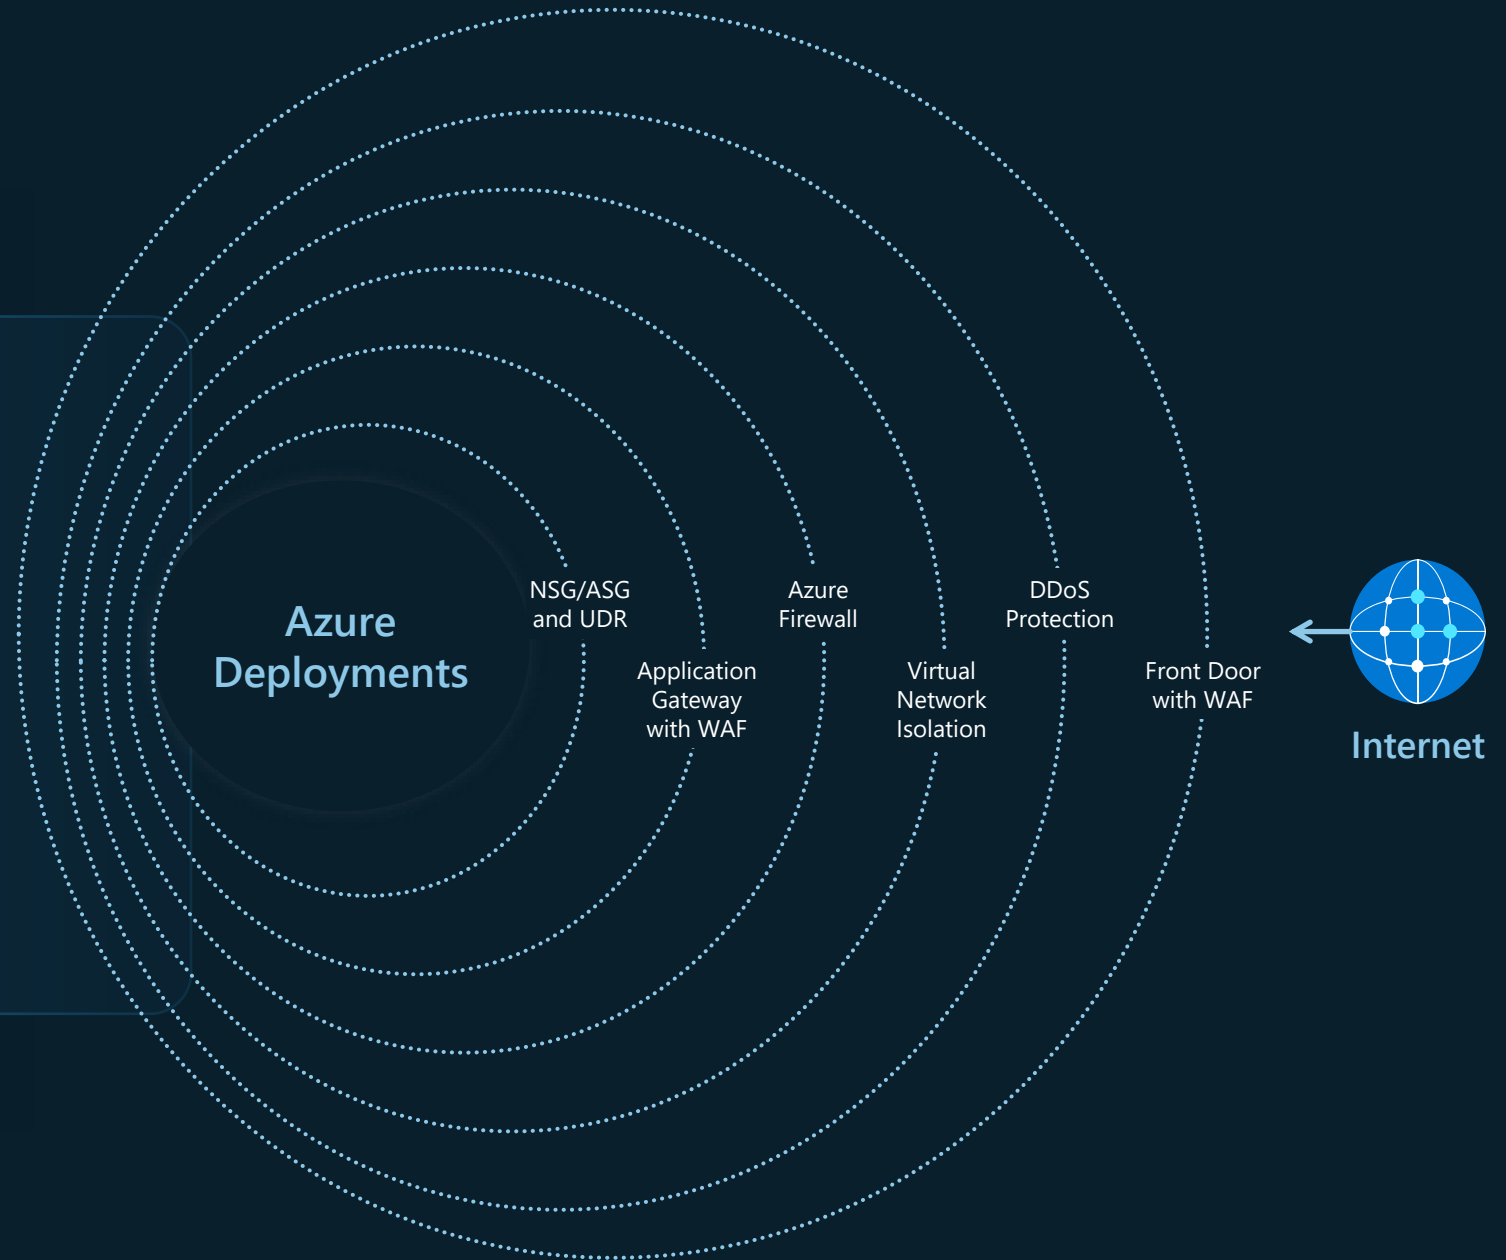 Azure
Deployments
NSG/ASG
and UDR
Application
Gateway
with WAF
Azure
Firewall
Virtual
Network
Isolation
DDoS
Protection
Front Door
with WAF
Internet